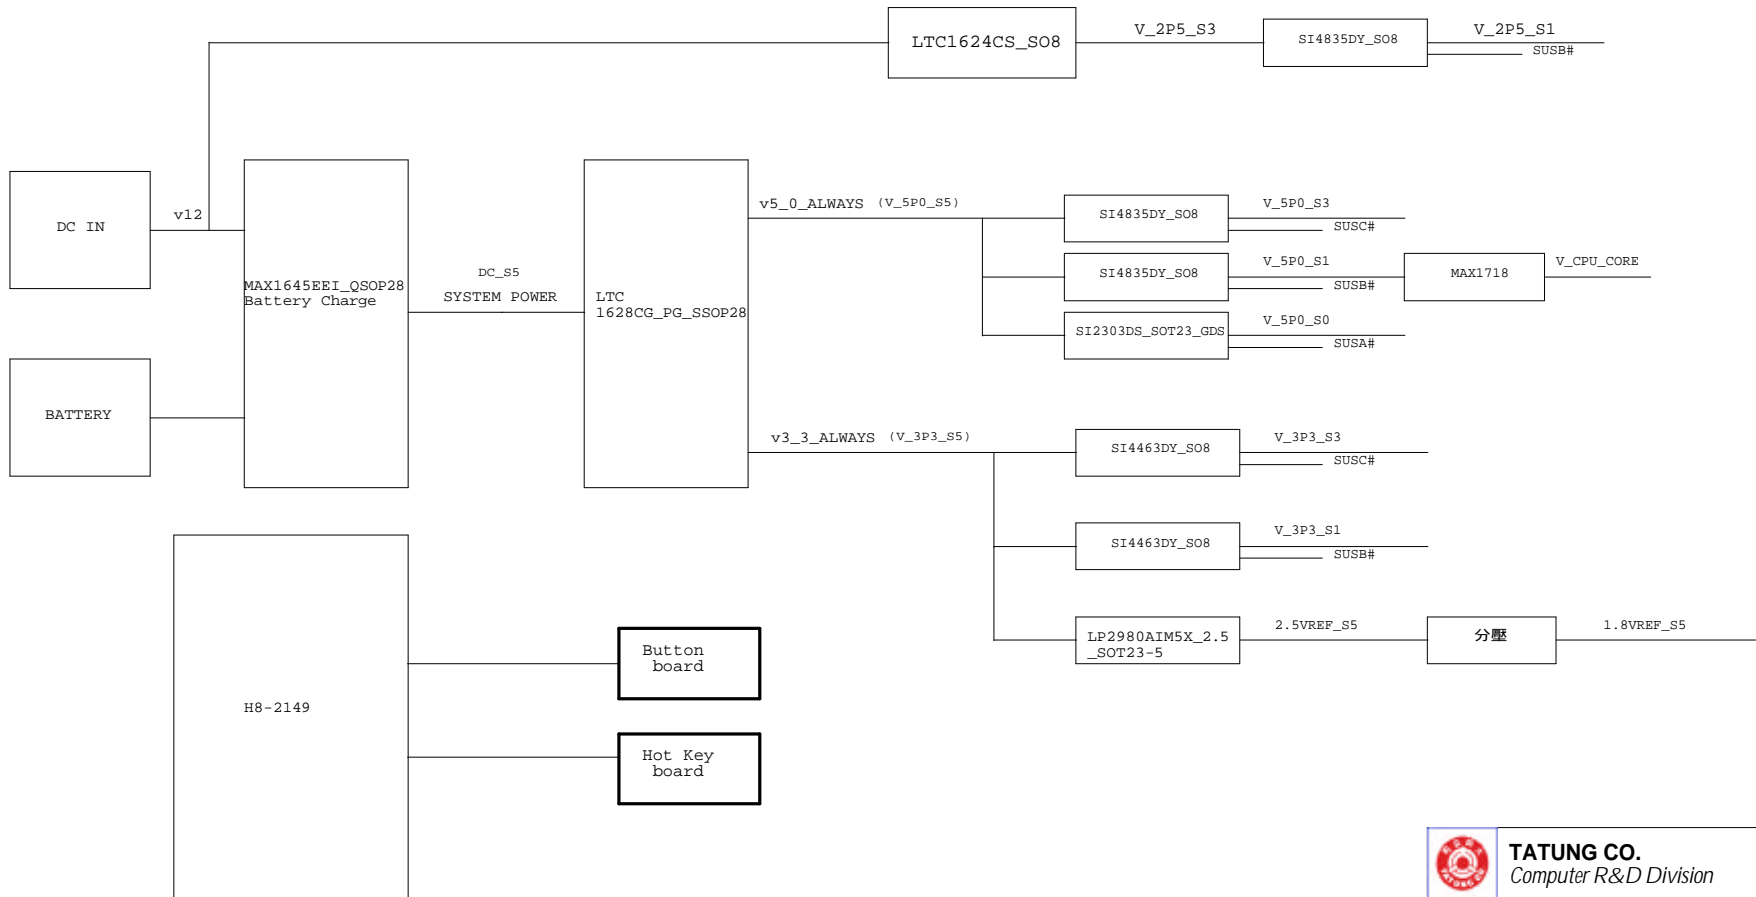 LTC1624CS_SO8
V_2P5_S3
SI4835DY_SO8
V_2P5_S1
SUSB#
DC IN
v12
MAX1645EEI_QSOP28
Battery Charge
DC_S5
SYSTEM POWER
LTC
1628CG_PG_SSOP28
v5_0_ALWAYS (V_5P0_S5)
SI4835DY_SO8
V_5P0_S3
SUSC#
SI4835DY_SO8
V_5P0_S1
SUSB#
MAX1718
V_CPU_CORE
SI2303DS_SOT23_GDS
V_5P0_S0
SUSA#
BATTERY
v3_3_ALWAYS (V_3P3_S5)
SI4463DY_SO8
V_3P3_S3
SUSC#
SI4463DY_SO8
V_3P3_S1
SUSB#
LP2980AIM5X_2.5
_SOT23-5
2.5VREF_S5
分壓
1.8VREF_S5
H8-2149
Button
board
Hot Key
board
TATUNG CO.
Computer R&D Division